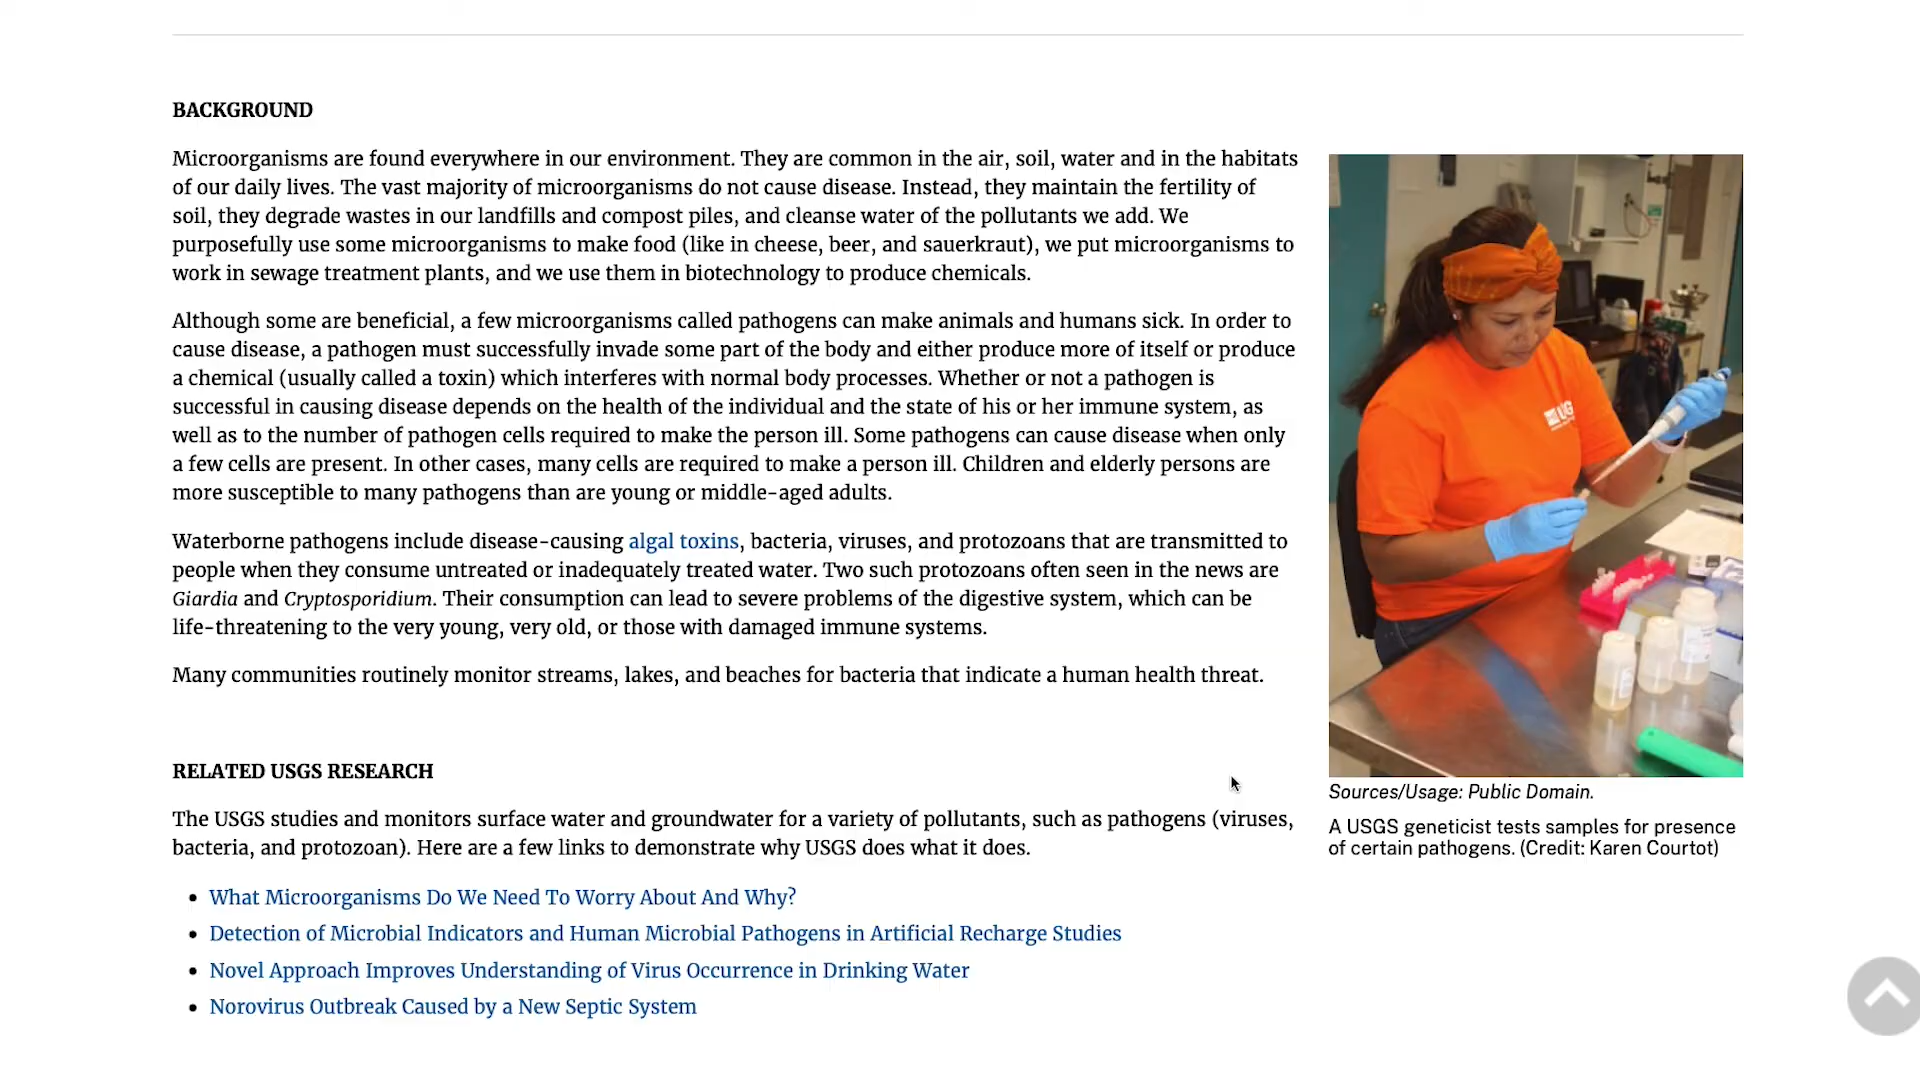 BACKGROUND
Microorganisms are found everywhere in our environment. They are common in the air, soil, water and in the habitats
of our daily lives. The vast majority of microorganisms do not cause disease. Instead, they maintain the fertility of
soil, they degrade wastes in our landfills and compost piles, and cleanse water of the pollutants we add. We
purposefully use some microorganisms to make food (like in cheese, beer, and sauerkraut), we put microorganisms to
work in sewage treatment plants, and we use them in biotechnology to produce chemicals.
Although some are beneficial, a few microorganisms called pathogens can make animals and humans sick. In order to
cause disease, a pathogen must successfully invade some part of the body and either produce more of itself or produce
a chemical (usually called a toxin) which interferes with normal body processes. Whether or not a pathogen is
successful in causing disease depends on the health of the individual and the state of his or her immune system, as
well as to the number of pathogen cells required to make the person ill. Some pathogens can cause disease when only
a few cells are present. In other cases, many cells are required to make a person ill. Children and elderly persons are
more susceptible to many pathogens than are young or middle-aged adults.
Waterborne pathogens include disease-causing algal toxins, bacteria, viruses, and protozoans that are transmitted to
people when they consume untreated or inadequately treated water. Two such protozoans often seen in the news are
Giardia and Cryptosporidium. Their consumption can lead to severe problems of the digestive system, which can be
life-threatening to the very young, very old, or those with damaged immune systems.
Many communities routinely monitor streams, lakes, and beaches for bacteria that indicate a human health threat.
RELATED USGS RESEARCH
The USGS studies and monitors surface water and groundwater for a variety of pollutants, such as pathogens (viruses,
bacteria, and protozoan). Here are a few links to demonstrate why USGS does what it does.
• What Microorganisms Do We Need To Worry About And Why?
• Detection of Microbial Indicators and Human Microbial Pathogens in Artificial Recharge Studies
• Novel Approach Improves Understanding of Virus Occurrence in Drinking Water
• Norovirus Outbreak Caused by a New Septic System
Sources/Usage: Public Domain.
A USGS geneticist tests samples for presence
of certain pathogens. (Credit: Karen Courtot)